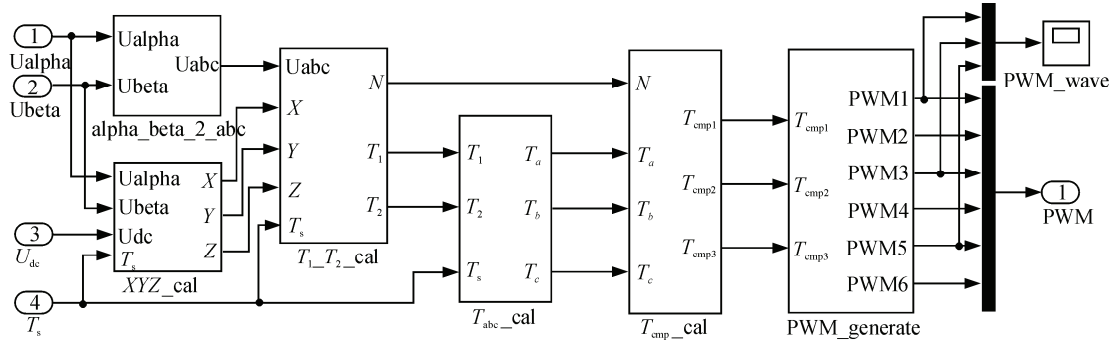 1
Ualpha
2
Ubeta
3
Udc
4
Ts
Ualpha
Ubeta
Uabc
alpha_beta_2_abc
Ualpha
Ubeta
Udc
Ts
X
Y
Z
XYZ_cal
Uabc
X
Y
Z
Ts
N
T1
T2
T1_T2_cal
T1
T2
Ts
Ta
Tb
Tc
Tabc_cal
N
Ta
Tb
Tc
Tcmp1
Tcmp2
Tcmp3
Tcmp_cal
Tcmp1
Tcmp2
Tcmp3
PWM1
PWM2
PWM3
PWM4
PWM5
PWM6
PWM_generate
PWM_wave
1
PWM